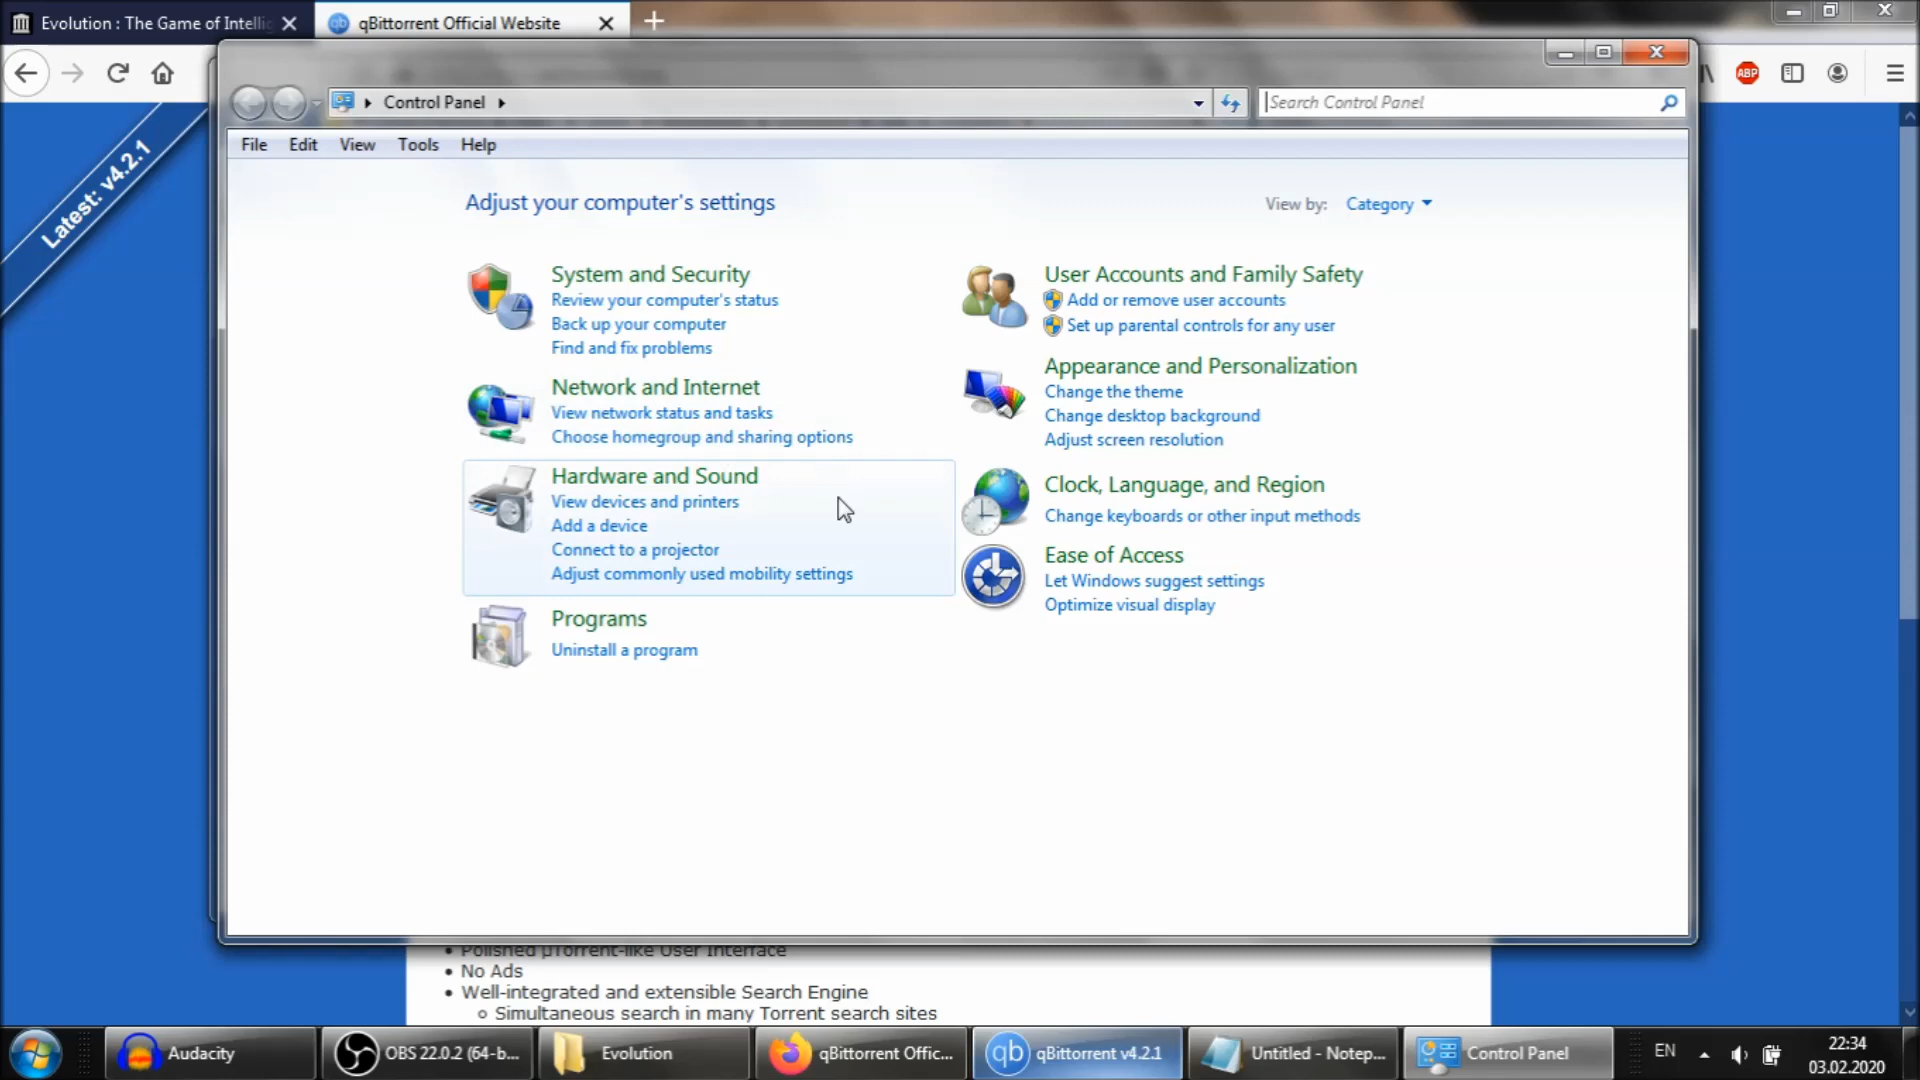 Evolution : The Game of Intelli
qBittorrent Official Website
ABP
Latest: v4.2.1
Control Panel
Search Control Panel
File Edit View Tools Help
Adjust your computer's settings
View by: Category
System and Security
Review your computer's status
Back up your computer
Find and fix problems
Network and Internet
View network status and tasks
Choose homegroup and sharing options
Hardware and Sound
View devices and printers
Add a device
Connect to a projector
Adjust commonly used mobility settings
Programs
Uninstall a program
User Accounts and Family Safety
Add or remove user accounts
Set up parental controls for any user
Appearance and Personalization
Change the theme
Change desktop background
Adjust screen resolution
Clock, Language, and Region
Change keyboards or other input methods
Ease of Access
Let Windows suggest settings
Optimize visual display
• Polished µTorrent-like User Interface
• No Ads
• Well-integrated and extensible Search Engine
Simultaneous search in many Torrent search sites
Audacity
OBS 22.0.2 (64-b...
Evolution
qBittorrent Offic...
qb qBittorrent v4.2.1
Untitled - Notep...
Control Panel
EN
22:34
03.02.2020